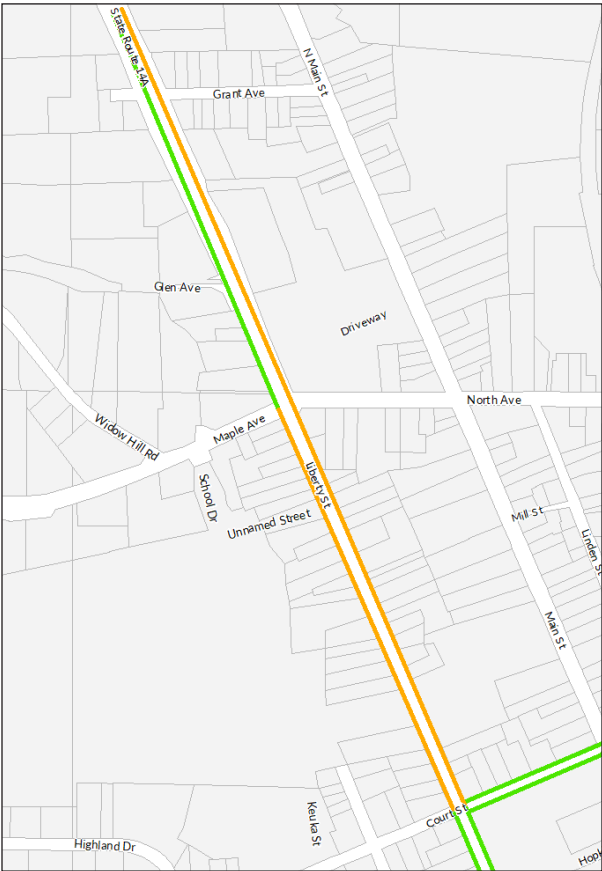 State Route 14A
N Main St
Grant Ave
Glen Ave
Driveway
North Ave
Maple Ave
Widow Hill Rd
Liberty St
School Dr
Unnamed Street
Mill St
Linden St
Main St
Court St
Keuka St
Highland Dr
Hopk